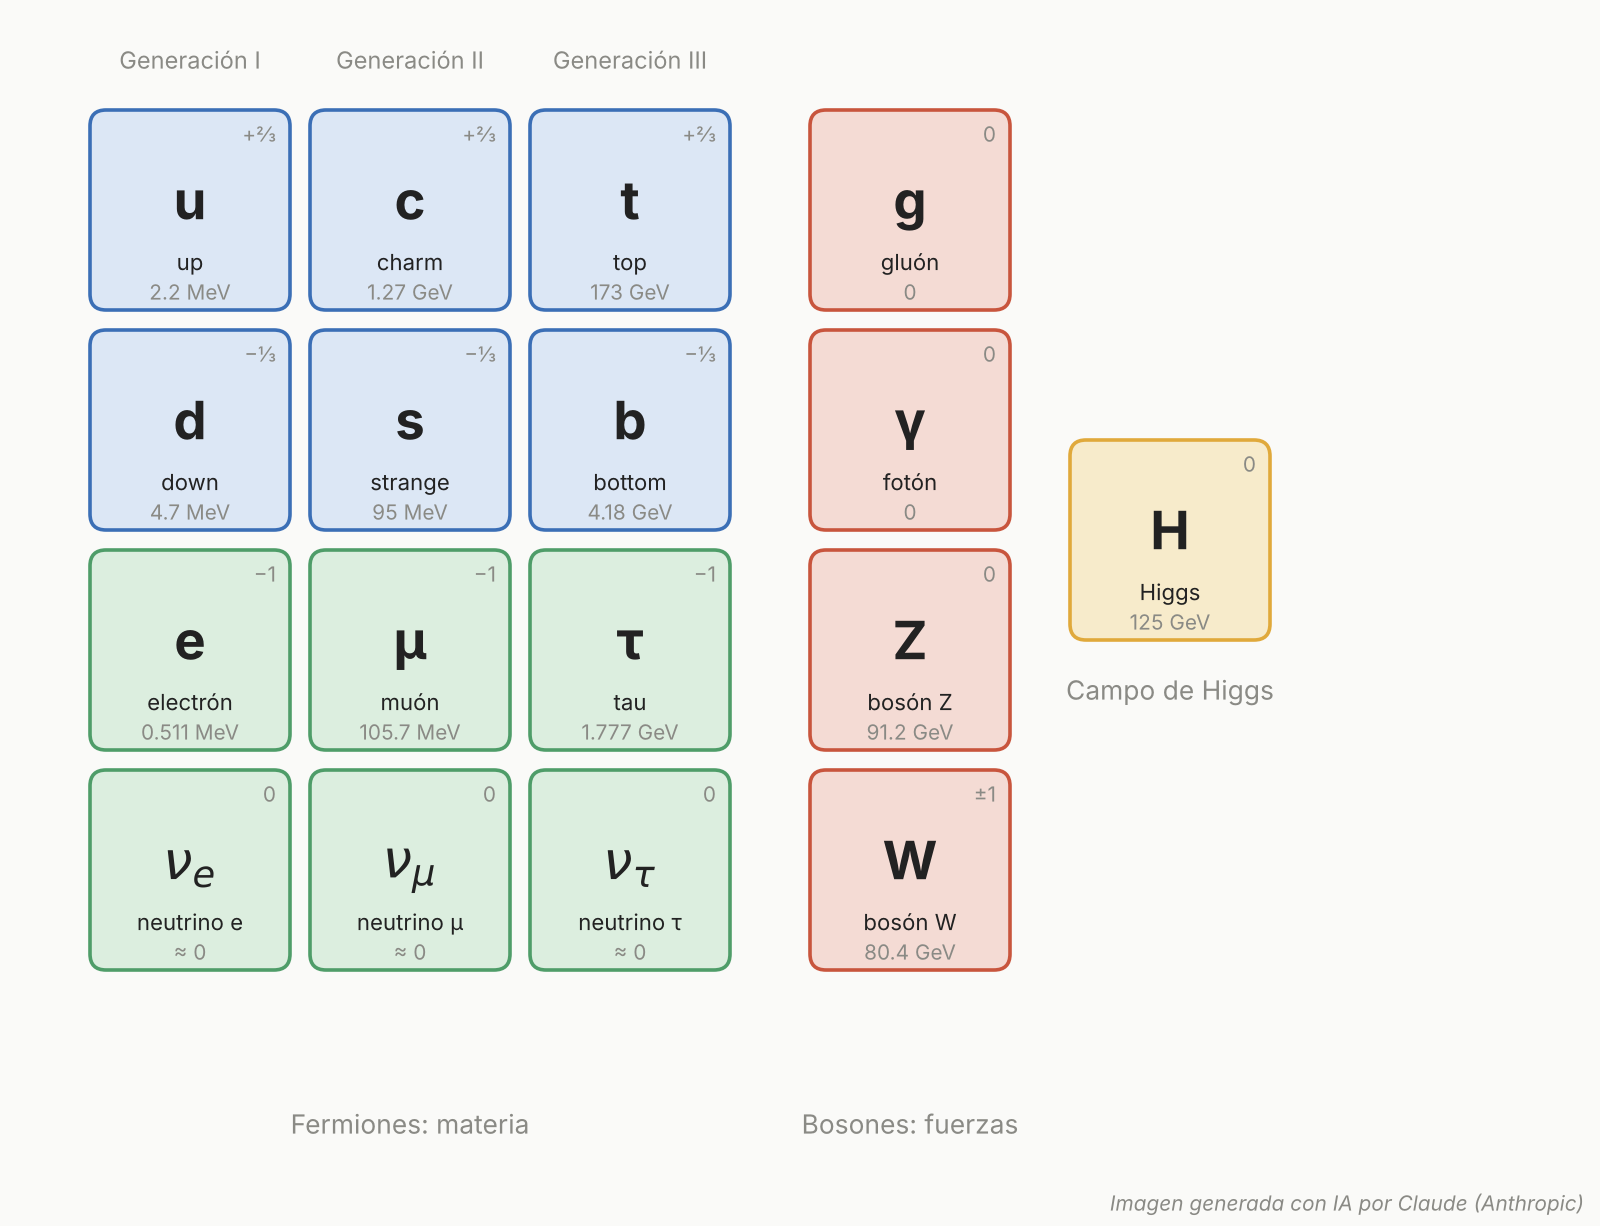 Generación I Generación II Generación III
+⅔
u
up
2.2 MeV
+⅔
c
charm
1.27 GeV
+⅔
t
top
173 GeV
0
g
gluón
0
−⅓
d
down
4.7 MeV
−⅓
s
strange
95 MeV
−⅓
b
bottom
4.18 GeV
0
γ
fotón
0
0
H
Higgs
125 GeV
Campo de Higgs
−1
e
electrón
0.511 MeV
−1
μ
muón
105.7 MeV
−1
τ
tau
1.777 GeV
0
Z
bosón Z
91.2 GeV
0
νe
neutrino e
≈ 0
0
νμ
neutrino μ
≈ 0
0
ντ
neutrino τ
≈ 0
±1
W
bosón W
80.4 GeV
Fermiones: materia
Bosones: fuerzas
Imagen generada con IA por Claude (Anthropic)